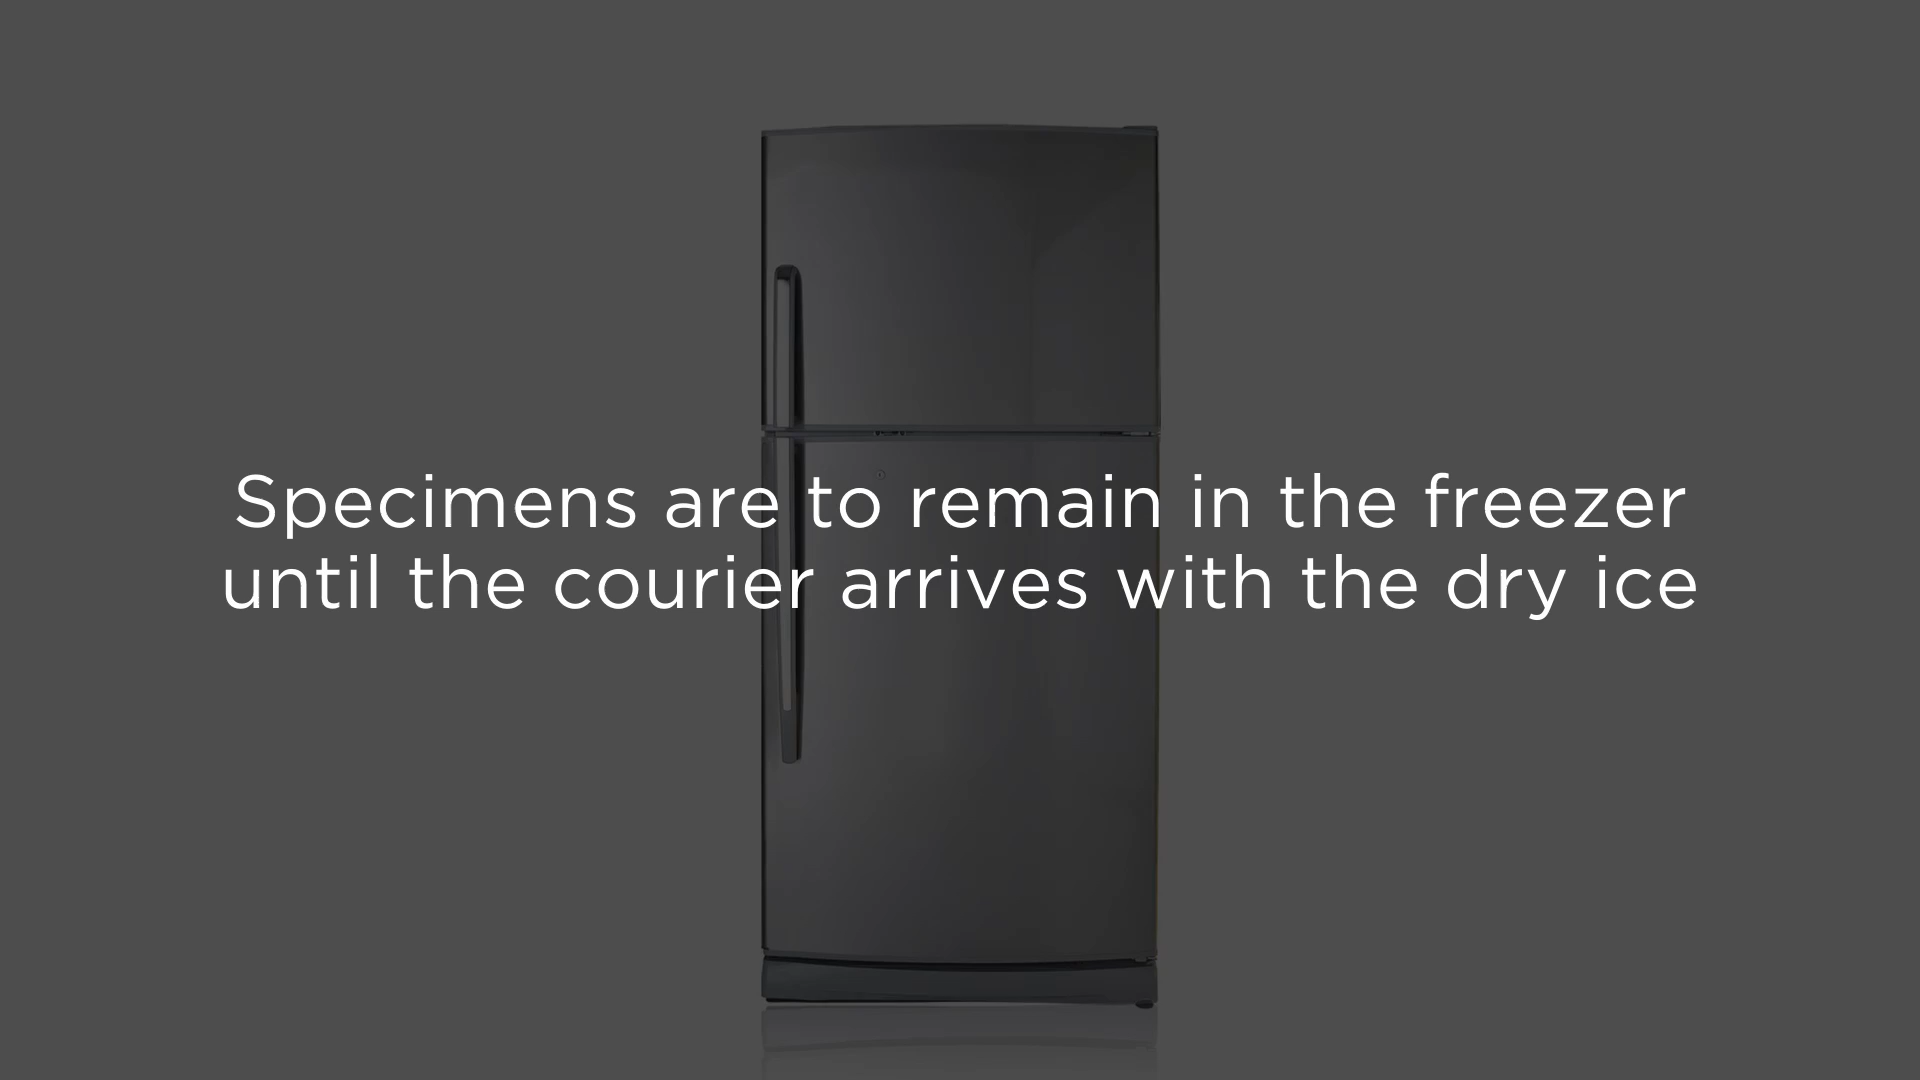 Specimens are to remain in the freezer
until the courier arrives with the dry ice